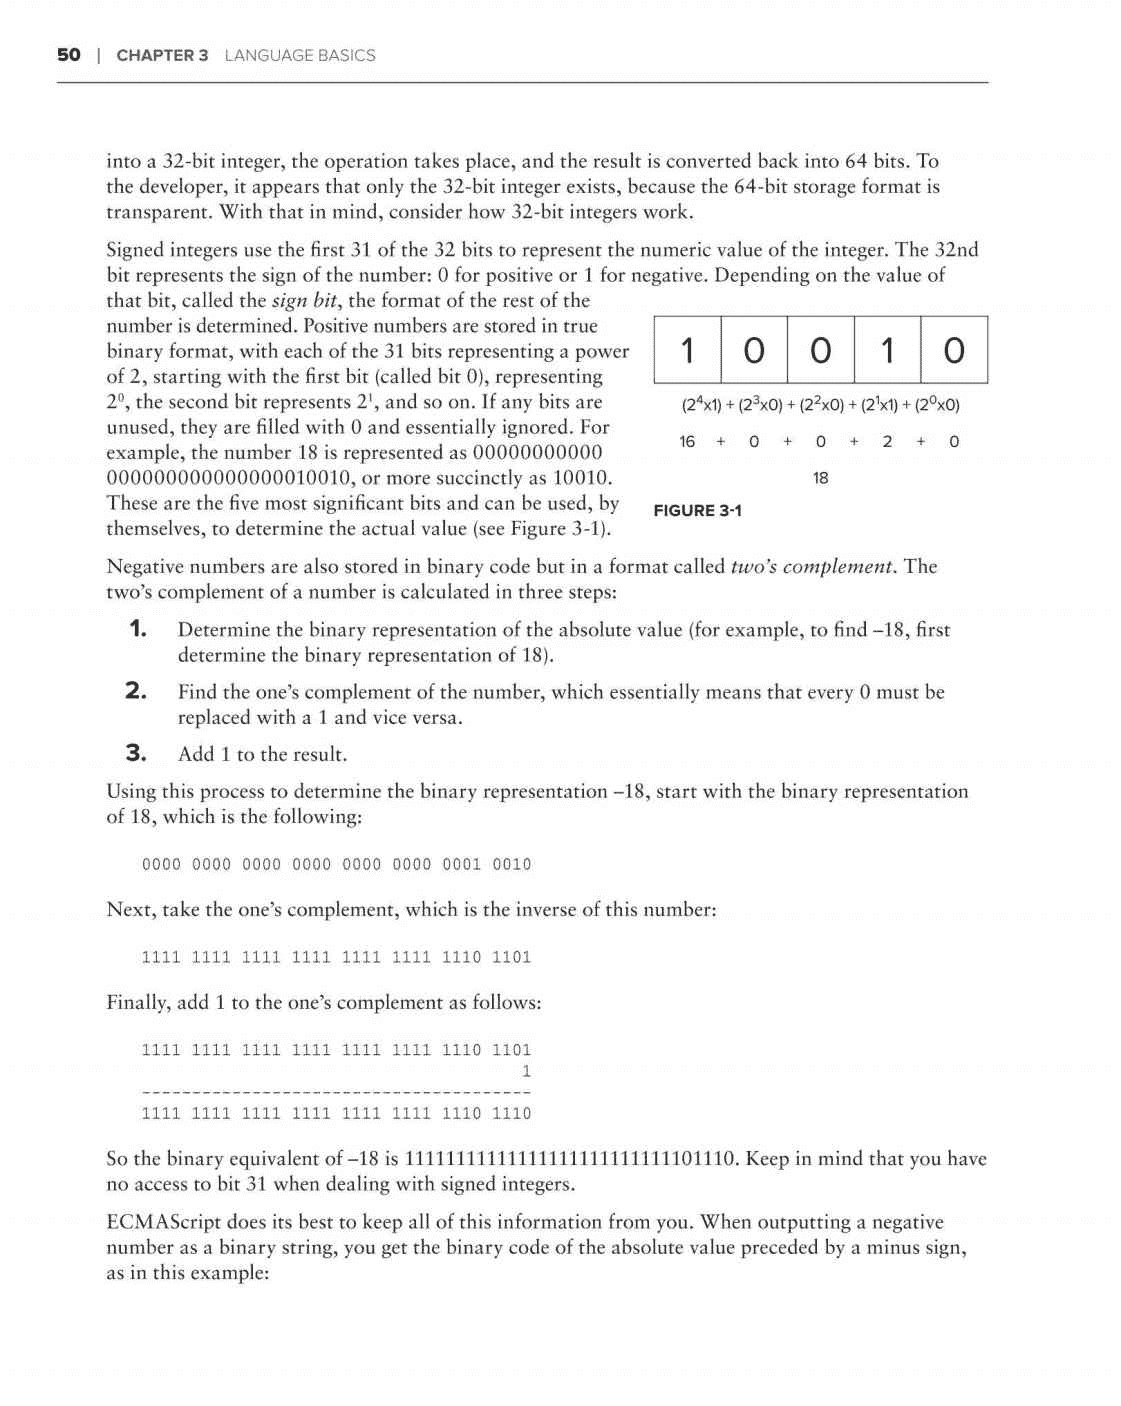 50 | CHAPTER 3 LANGUAGE BASICS
into a 32-bit integer, the operation takes place, and the result is converted back into 64 bits. To
the developer, it appears that only the 32-bit integer exists, because the 64-bit storage format is
transparent. With that in mind, consider how 32-bit integers work.
Signed integers use the first 31 of the 32 bits to represent the numeric value of the integer. The 32nd
bit represents the sign of the number: 0 for positive or 1 for negative. Depending on the value of
that bit, called the sign bit, the format of the rest of the
number is determined. Positive numbers are stored in true
binary format, with each of the 31 bits representing a power
of 2, starting with the first bit (called bit 0), representing
2⁰, the second bit represents 2¹, and so on. If any bits are
unused, they are filled with 0 and essentially ignored. For
example, the number 18 is represented as 00000000000
000000000000000010010, or more succinctly as 10010.
These are the five most significant bits and can be used, by
themselves, to determine the actual value (see Figure 3-1).
1 0 0 1 0
(2⁴x1) + (2³x0) + (2²x0) + (2¹x1) + (2⁰x0)
16 + 0 + 0 + 2 + 0
18
FIGURE 3-1
Negative numbers are also stored in binary code but in a format called two's complement. The
two's complement of a number is calculated in three steps:
1. Determine the binary representation of the absolute value (for example, to find –18, first
determine the binary representation of 18).
2. Find the one's complement of the number, which essentially means that every 0 must be
replaced with a 1 and vice versa.
3. Add 1 to the result.
Using this process to determine the binary representation –18, start with the binary representation
of 18, which is the following:
0000 0000 0000 0000 0000 0000 0001 0010
Next, take the one's complement, which is the inverse of this number:
1111 1111 1111 1111 1111 1111 1110 1101
Finally, add 1 to the one's complement as follows:
1111 1111 1111 1111 1111 1111 1110 1101
1
---------------------------------------
1111 1111 1111 1111 1111 1111 1110 1110
So the binary equivalent of –18 is 11111111111111111111111111101110. Keep in mind that you have
no access to bit 31 when dealing with signed integers.
ECMAScript does its best to keep all of this information from you. When outputting a negative
number as a binary string, you get the binary code of the absolute value preceded by a minus sign,
as in this example: